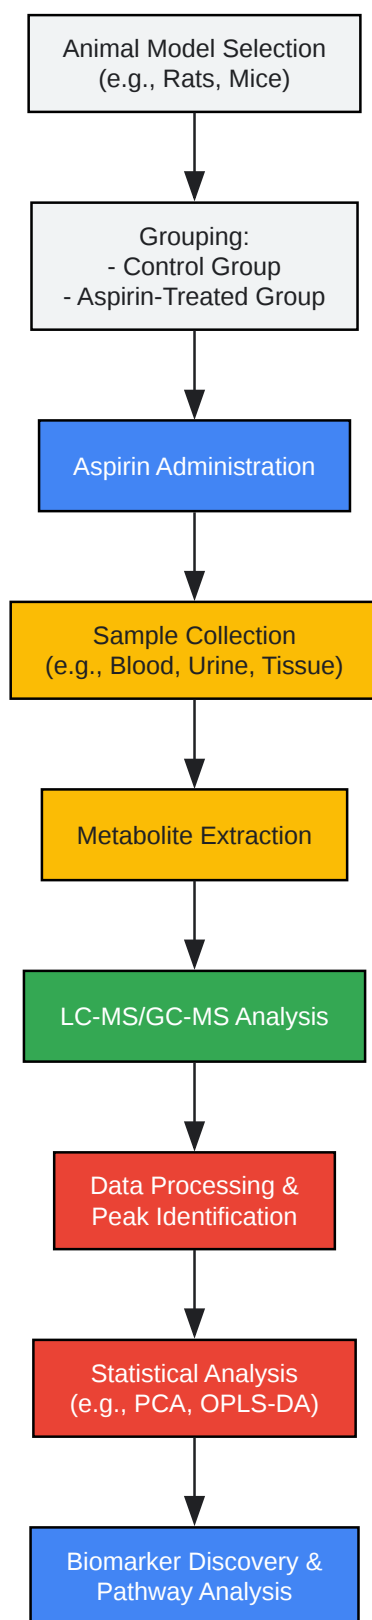 Animal Model Selection
(e.g., Rats, Mice)
Grouping:
- Control Group
- Aspirin-Treated Group
Aspirin Administration
Sample Collection
(e.g., Blood, Urine, Tissue)
Metabolite Extraction
LC-MS/GC-MS Analysis
Data Processing &
Peak Identification
Statistical Analysis
(e.g., PCA, OPLS-DA)
Biomarker Discovery &
Pathway Analysis